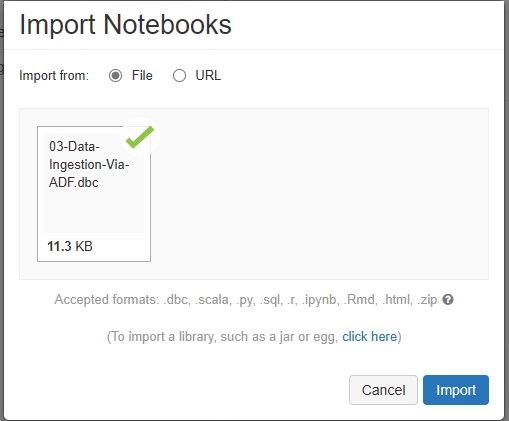 Import Notebooks
Import from: File URL
03-Data-
Ingestion-Via-
ADF.dbc
11.3 KB
Accepted formats: .dbc, .scala, .py, .sql, .r, .ipynb, .Rmd, .html, .zip
(To import a library, such as a jar or egg, click here)
Cancel Import